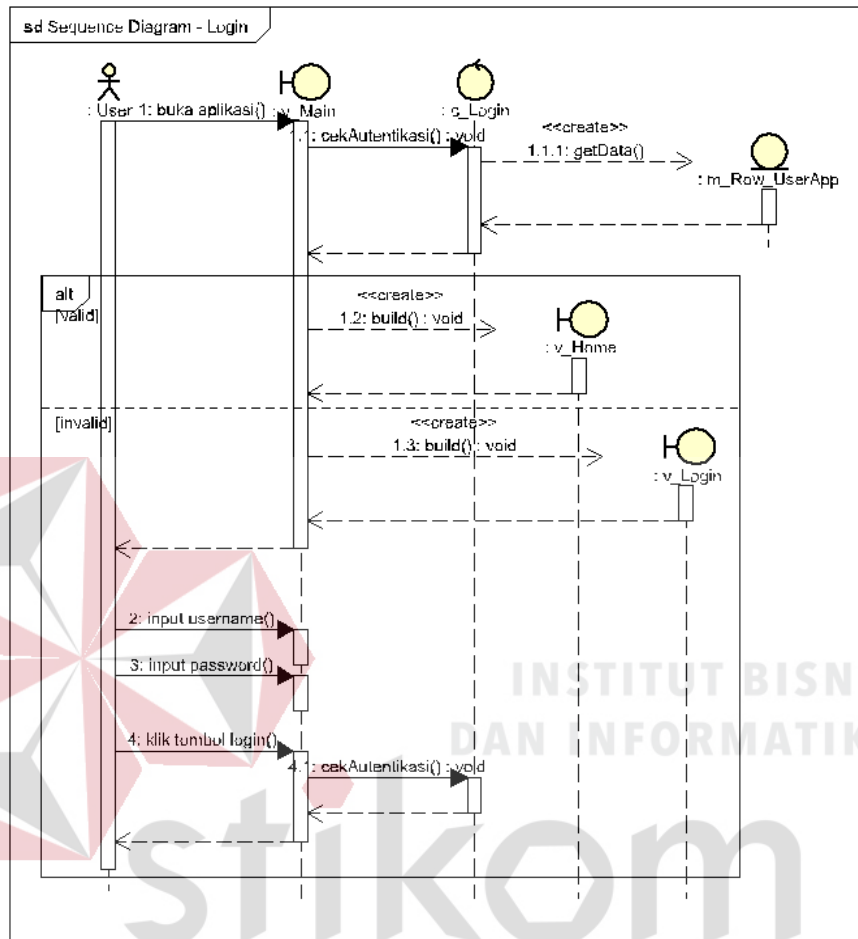 sd Sequence Diagram - Login
: User
1: buka aplikasi()
: v_Main
: c_Login
1.1: cekAutentikasi() : void
<<create>>
1.1.1: getData()
: m_Row_UserApp
alt
[valid]
<<create>>
1.2: build() : void
: v_Home
[invalid]
<<create>>
1.3: build() : void
: v_Login
2: input username()
3: input password()
INSTITUT BISN
4: klik tombol login()
DAN INFORMATIK
4.1: cekAutentikasi() : void
stikom